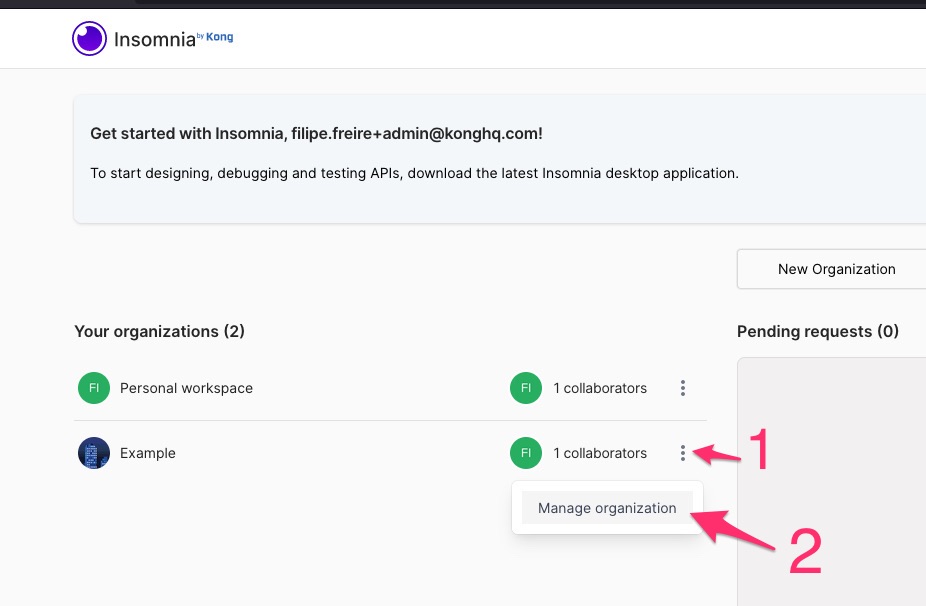 Insomnia by Kong
Get started with Insomnia, filipe.freire+admin@konghq.com!
To start designing, debugging and testing APIs, download the latest Insomnia desktop application.
New Organization
Your organizations (2)
Pending requests (0)
FI Personal workspace FI 1 collaborators
Example FI 1 collaborators
1
Manage organization
2